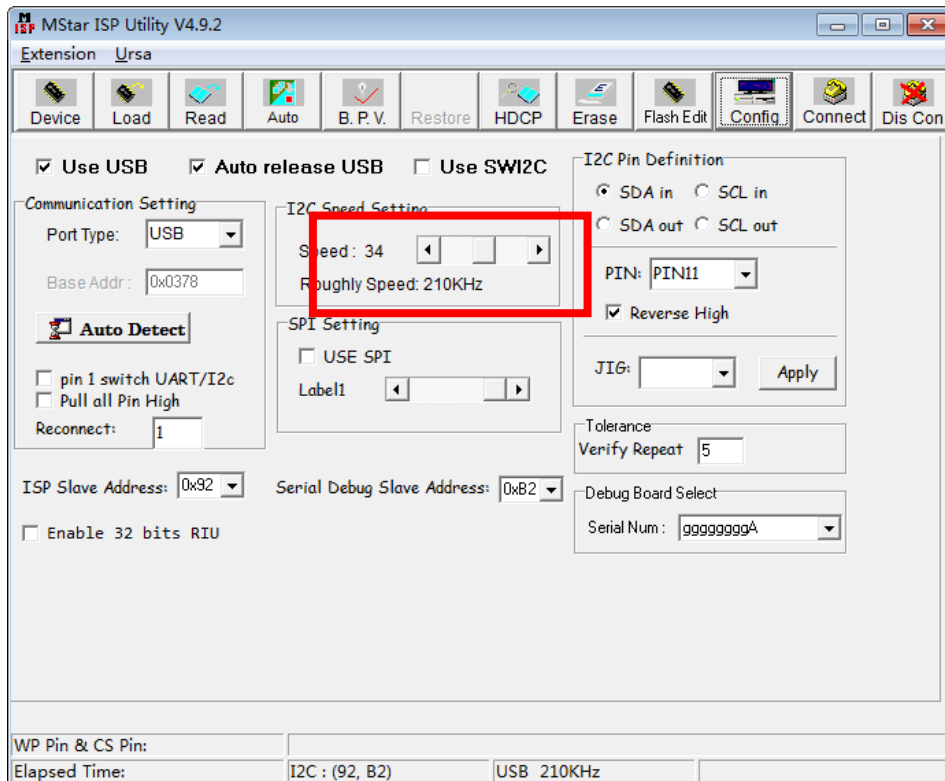 M
ISP
MStar ISP Utility V4.9.2
Extension Ursa
Device Load Read Auto B. P. V. Restore HDCP Erase Flash Edit Config Connect Dis Con
Use USB Auto release USB Use SWI2C
Communication Setting
Port Type: USB
Base Addr : 0x0378
Auto Detect
pin 1 switch UART/I2c
Pull all Pin High
Reconnect: 1
I2C Speed Setting
Speed : 34
Roughly Speed: 210KHz
SPI Setting
USE SPI
Label1
I2C Pin Definition
SDA in SCL in
SDA out SCL out
PIN: PIN11
Reverse High
JIG: Apply
Tolerance
Verify Repeat 5
ISP Slave Address: 0x92 Serial Debug Slave Address: 0xB2
Debug Board Select
Serial Num : ggggggggA
Enable 32 bits RIU
WP Pin & CS Pin:
Elapsed Time: I2C : (92, B2) USB 210KHz